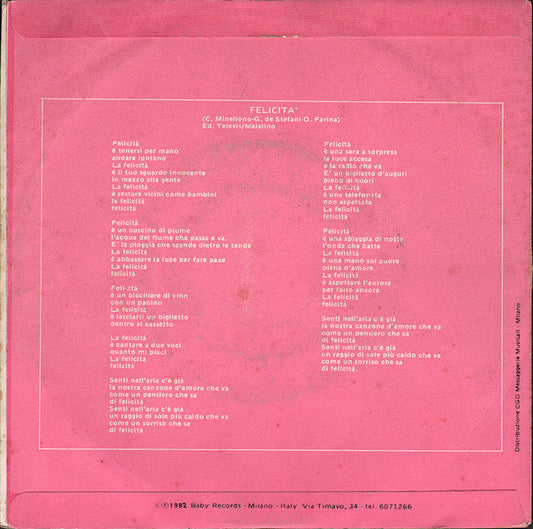 FELICITA'
(C. Minellono-G. de Stefani-D. Farina)
Ed. Televis/Maialino
Felicità
è tenersi per mano
andare lontano
La felicità
è il tuo sguardo innocente
in mezzo alla gente
La felicità
è restare vicini come bambini
la felicità
felicità
Felicità
è un cuscino di piume
l'acqua del fiume che passa e va.
E' la pioggia che scende dietro le tende
La felicità
è abbassare la luce per fare pace
La felicità
felicità
Felicità
è un bicchiere di vino
con un panino
La felicità
è lasciarti un biglietto
dentro al cassetto
La felicità
è cantare a due voci
quanto mi piaci
La felicità
felicità
Senti nell'aria c'è già
la nostra canzone d'amore che va
come un pensiero che sa
di felicità
Senti nell'aria c'è già
un raggio di sole più caldo che va
come un sorriso che sa
di felicità
Felicità
è una sera a sorpresa
la luce accesa
e la radio che va
E' un biglietto d'auguri
pieno di cuori
La felicità
è una telefonata
non aspettata
La felicità
felicità
Felicità
è una spiaggia di notte
l'onda che batte
La felicità
è una mano sul cuore
piena d'amore
La felicità
è aspettare l'aurora
per farlo ancora
La felicità
felicità
Senti nell'aria c'è già
la nostra canzone d'amore che va
come un pensiero che sa
di felicità
Senti nell'aria c'è già
un raggio di sole più caldo che va
come un sorriso che sa
di felicità.
Distribuzione CGD Messaggerie Musicali - Milano
©℗1982 Baby Records - Milano - Italy Via Timavo, 34 - tel. 6071266